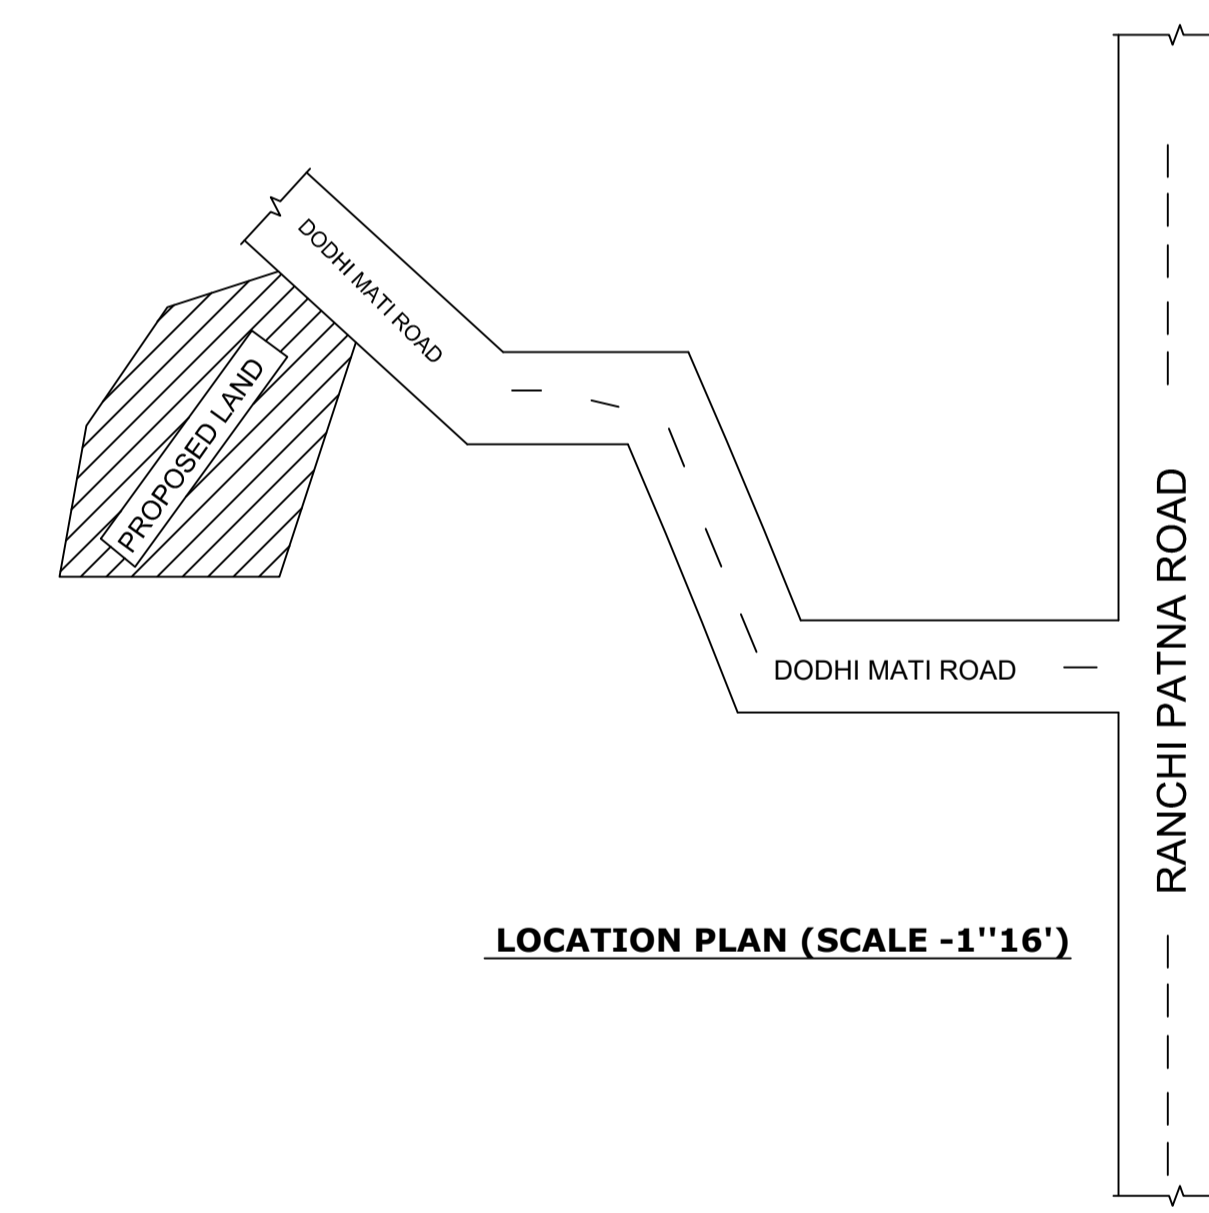 DODHI MATI ROAD
PROPOSED LAND
DODHI MATI ROAD
RANCHI PATNA ROAD
LOCATION PLAN (SCALE -1''16')